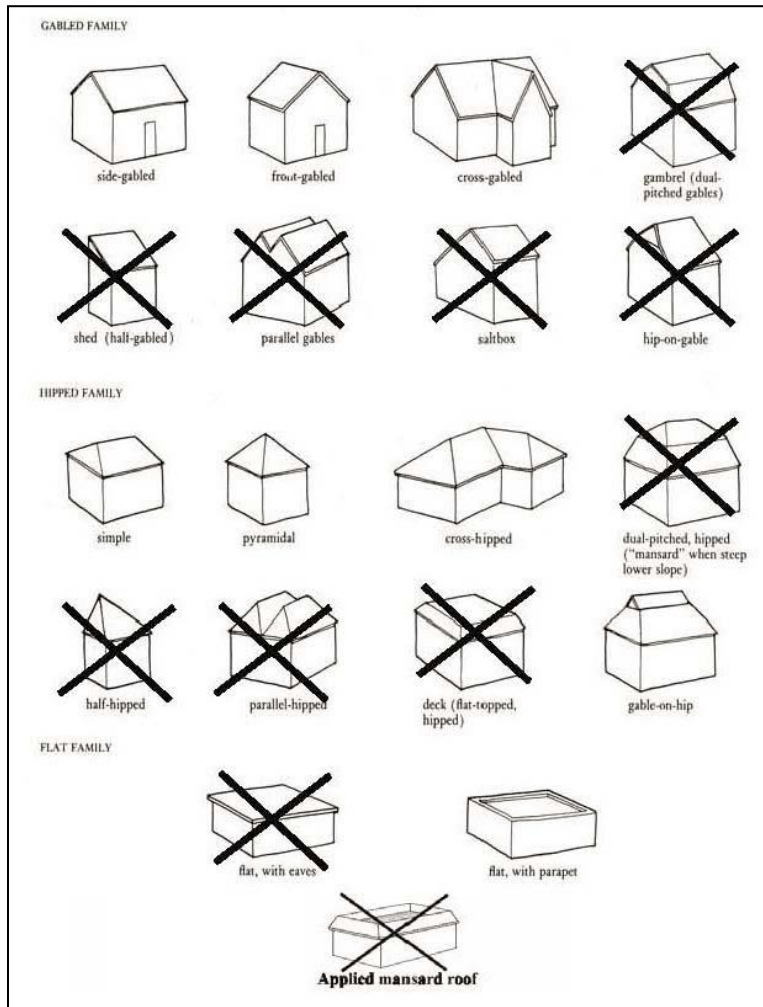 GABLED FAMILY
side-gabled
front-gabled
cross-gabled
gambrel (dual-
pitched gables)
shed (half-gabled)
parallel gables
saltbox
hip-on-gable
HIPPED FAMILY
simple
pyramidal
cross-hipped
dual-pitched, hipped
("mansard" when steep
lower slope)
half-hipped
parallel-hipped
deck (flat-topped,
hipped)
gable-on-hip
FLAT FAMILY
flat, with eaves
flat, with parapet
Applied mansard roof